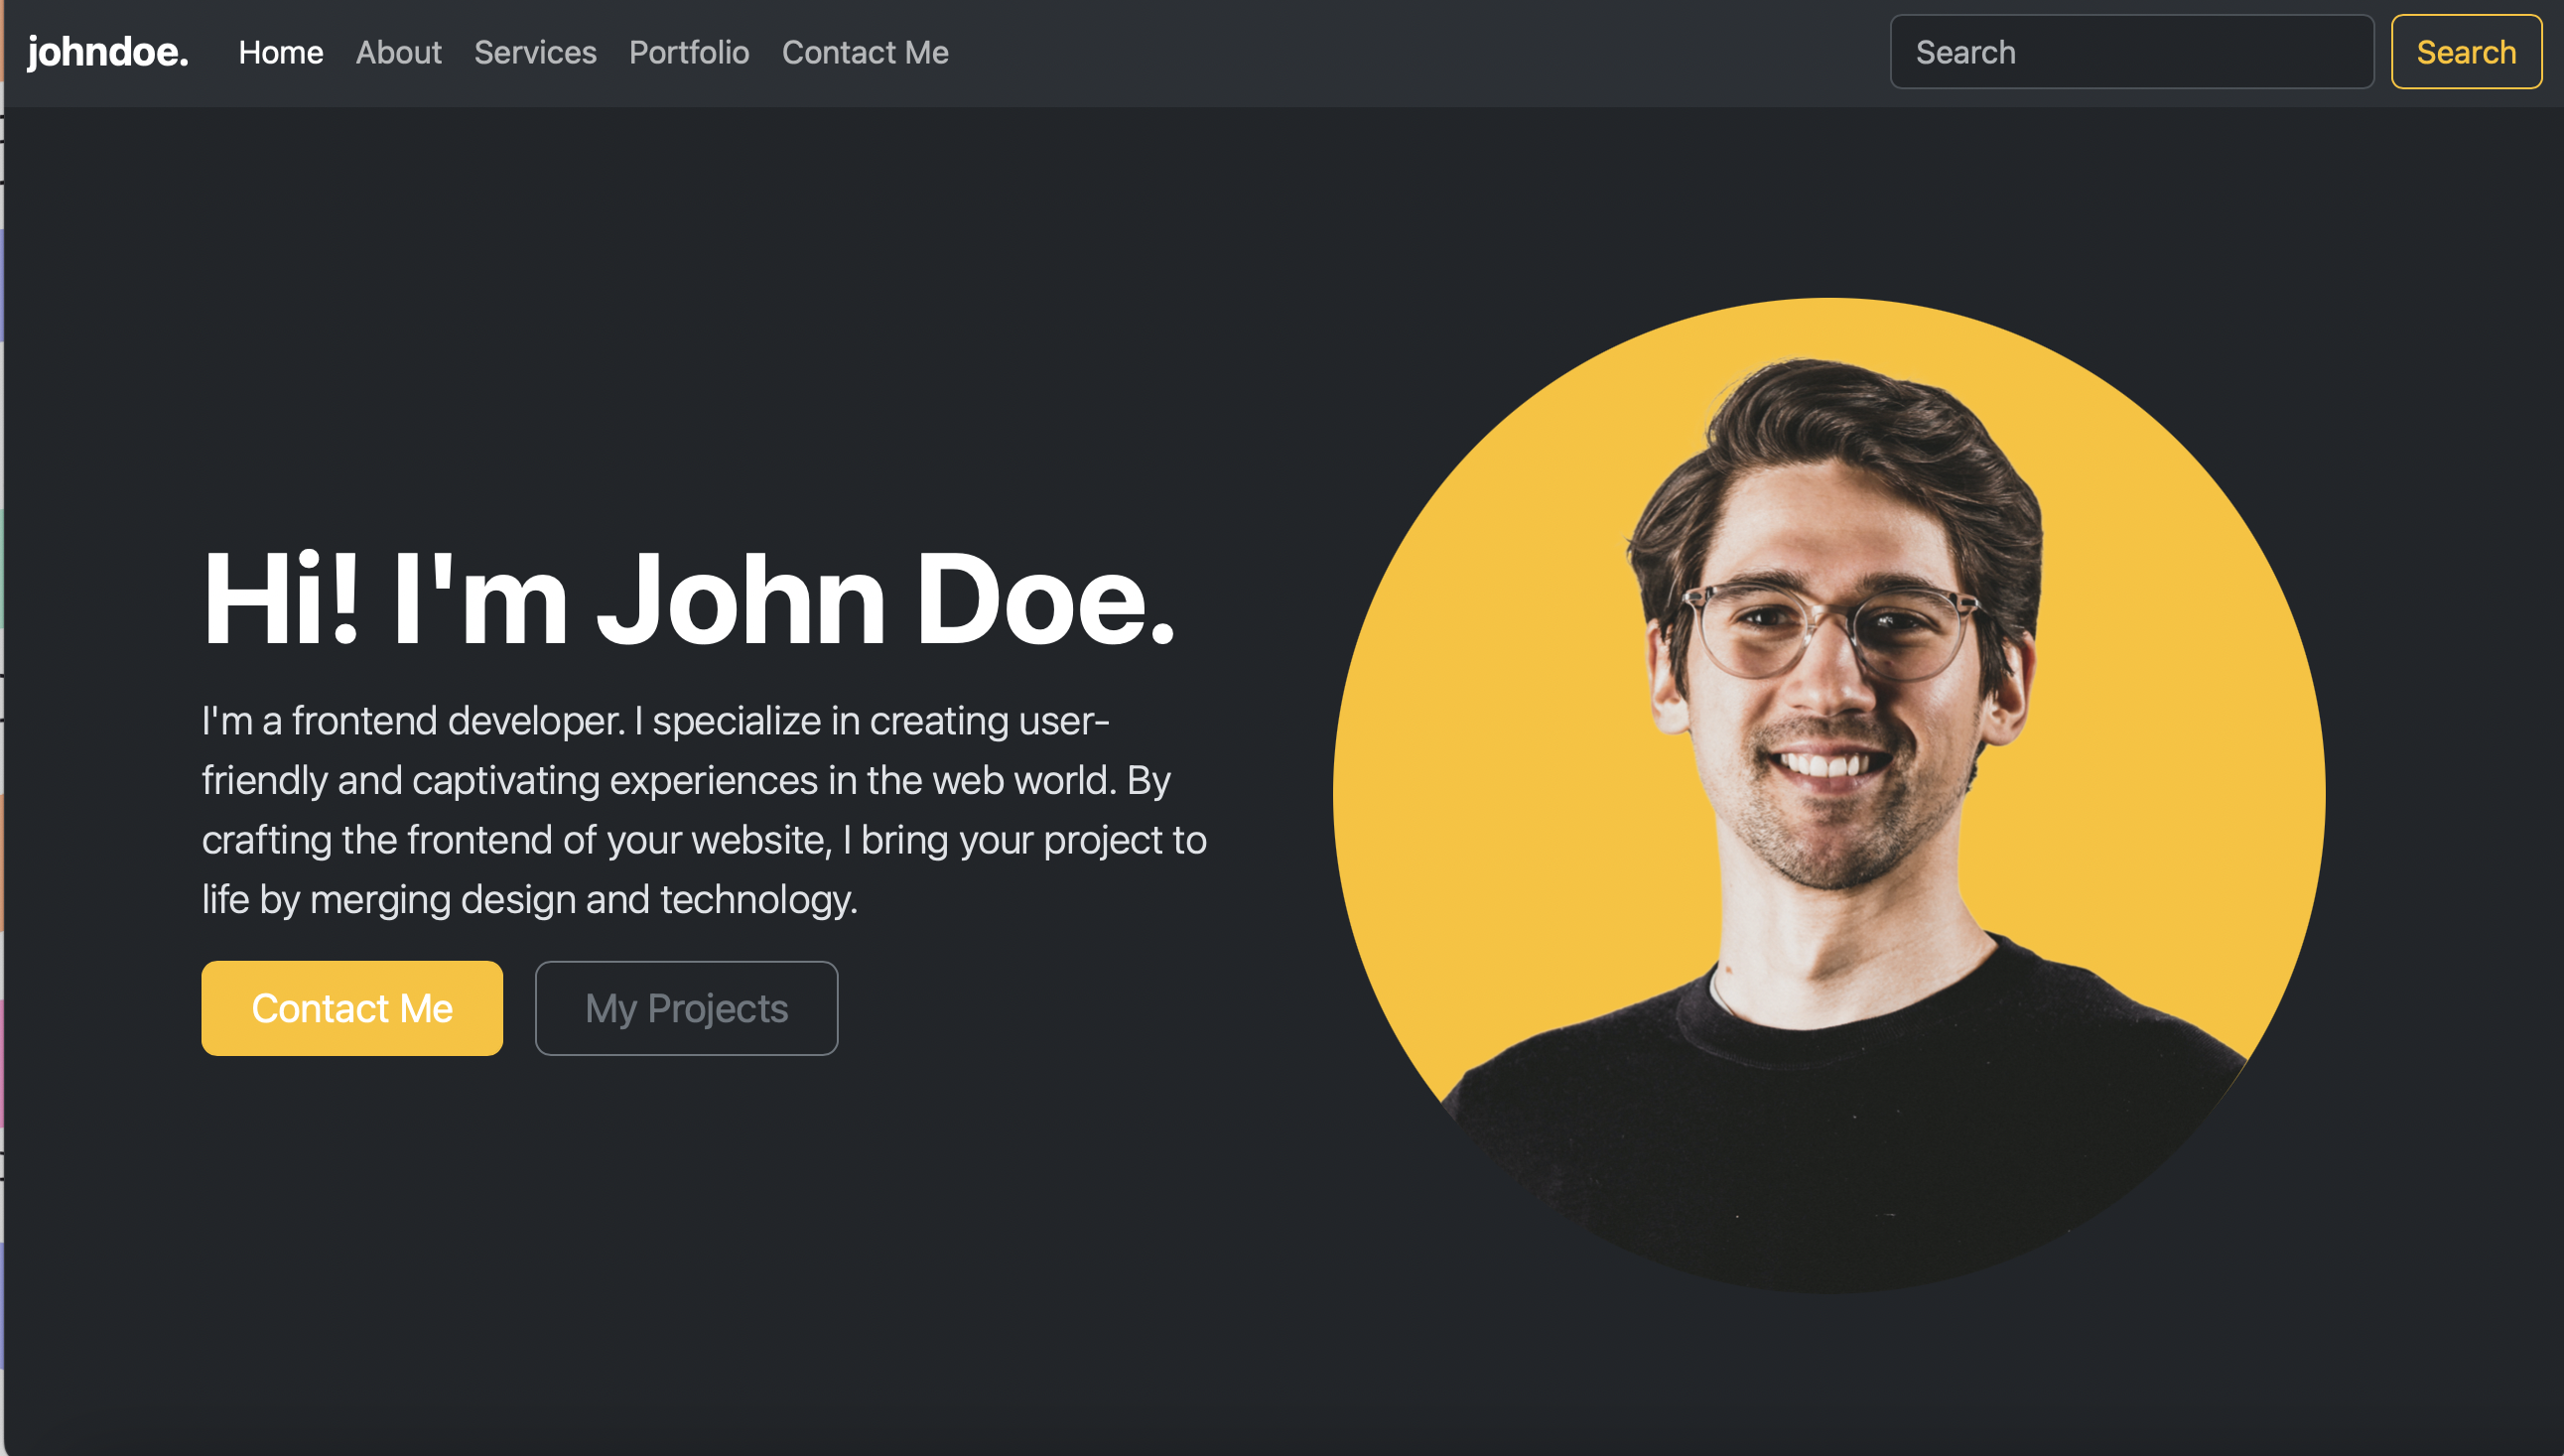 johndoe. Home About Services Portfolio Contact Me Search Search
Hi! I'm John Doe.
I'm a frontend developer. I specialize in creating user-
friendly and captivating experiences in the web world. By
crafting the frontend of your website, I bring your project to
life by merging design and technology.
Contact Me My Projects